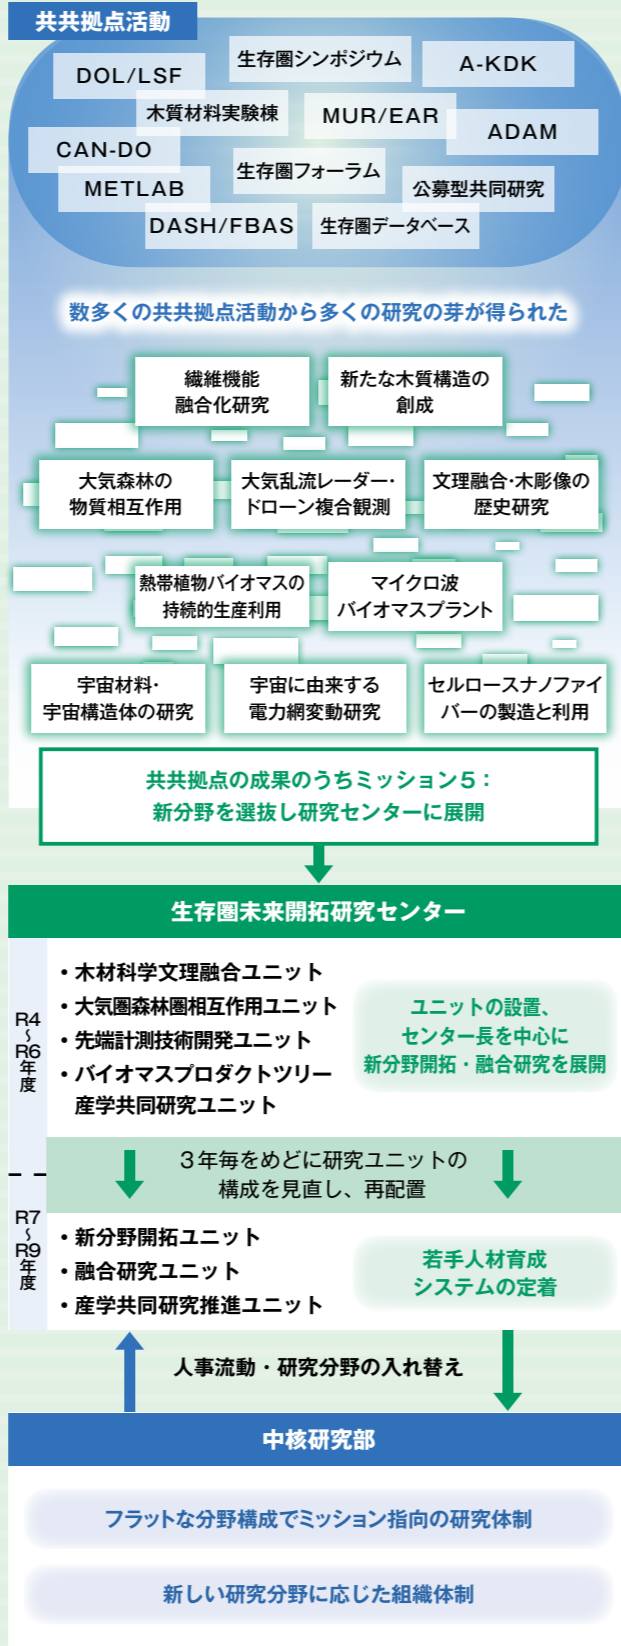 共共拠点活動
生存圏シンポジウム
DOL/LSF
A-KDK
木質材料実験棟
MUR/EAR
ADAM
CAN-DO
生存圏フォーラム
METLAB
公募型共同研究
DASH/FBAS
生存圏データベース
数多くの共共拠点活動から多くの研究の芽が得られた
繊維機能
融合化研究
新たな木質構造の
創成
大気森林の
物質相互作用
大気乱流レーダー・
ドローン複合観測
文理融合・木彫像の
歴史研究
熱帯植物バイオマスの
持続的生産利用
マイクロ波
バイオマスプラント
宇宙材料・
宇宙構造体の研究
宇宙に由来する
電力網変動研究
セルロースナノファイ
バーの製造と利用
共共拠点の成果のうちミッション5：
新分野を選抜し研究センターに展開
生存圏未来開拓研究センター
R4～R6年度
・木材科学文理融合ユニット
・大気圏森林圏相互作用ユニット
・先端計測技術開発ユニット
・バイオマスプロダクトツリー
産学共同研究ユニット
ユニットの設置、
センター長を中心に
新分野開拓・融合研究を展開
3年毎をめどに研究ユニットの
構成を見直し、再配置
R7～R9年度
・新分野開拓ユニット
・融合研究ユニット
・産学共同研究推進ユニット
若手人材育成
システムの定着
人事流動・研究分野の入れ替え
中核研究部
フラットな分野構成でミッション指向の研究体制
新しい研究分野に応じた組織体制